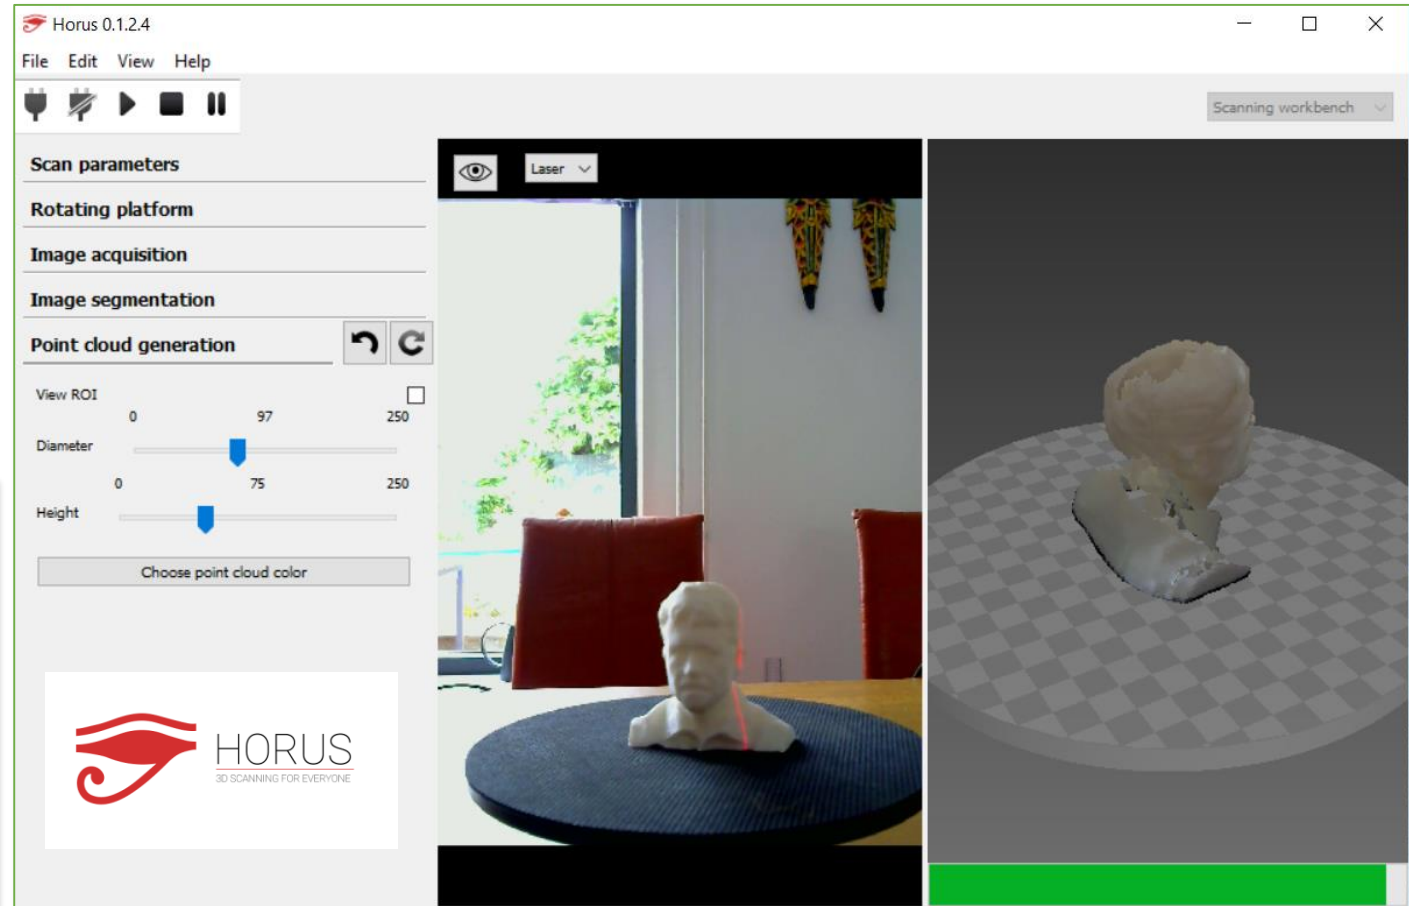 Horus 0.1.2.4
File Edit View Help
Scanning workbench
Scan parameters
Rotating platform
Image acquisition
Image segmentation
Point cloud generation
View ROI
0 97 250
Diameter
0 75 250
Height
Choose point cloud color
HORUS
3D SCANNING FOR EVERYONE
Laser